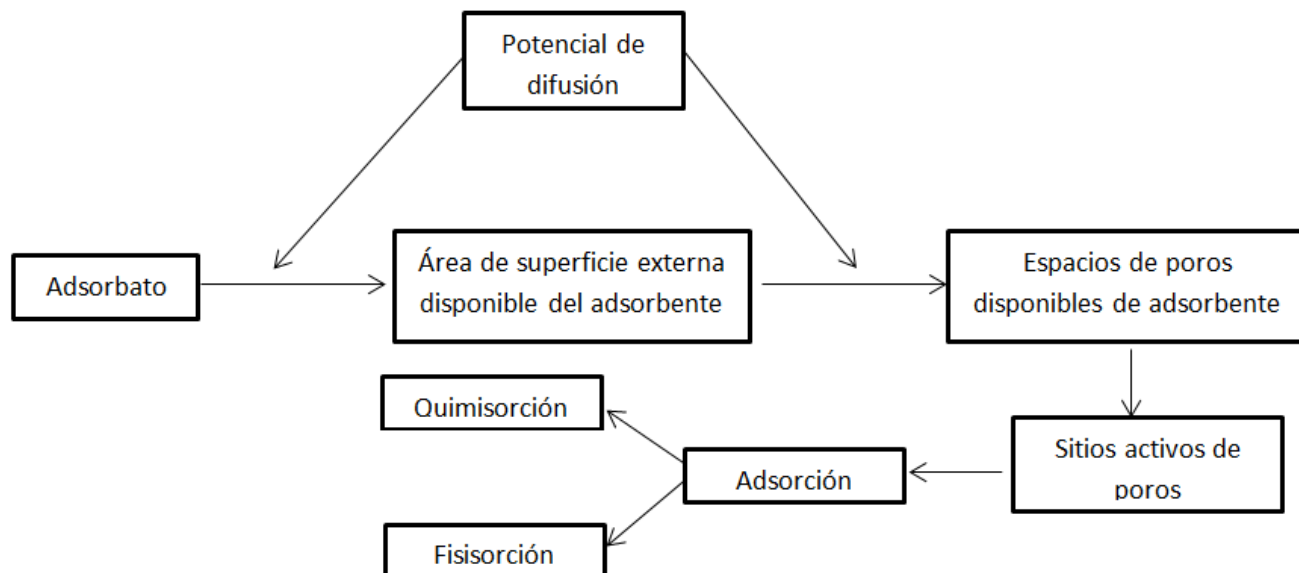 Potencial de
difusión
Adsorbato
Área de superficie externa
disponible del adsorbente
Espacios de poros
disponibles de adsorbente
Quimisorción
Adsorción
Sitios activos de
poros
Fisisorción